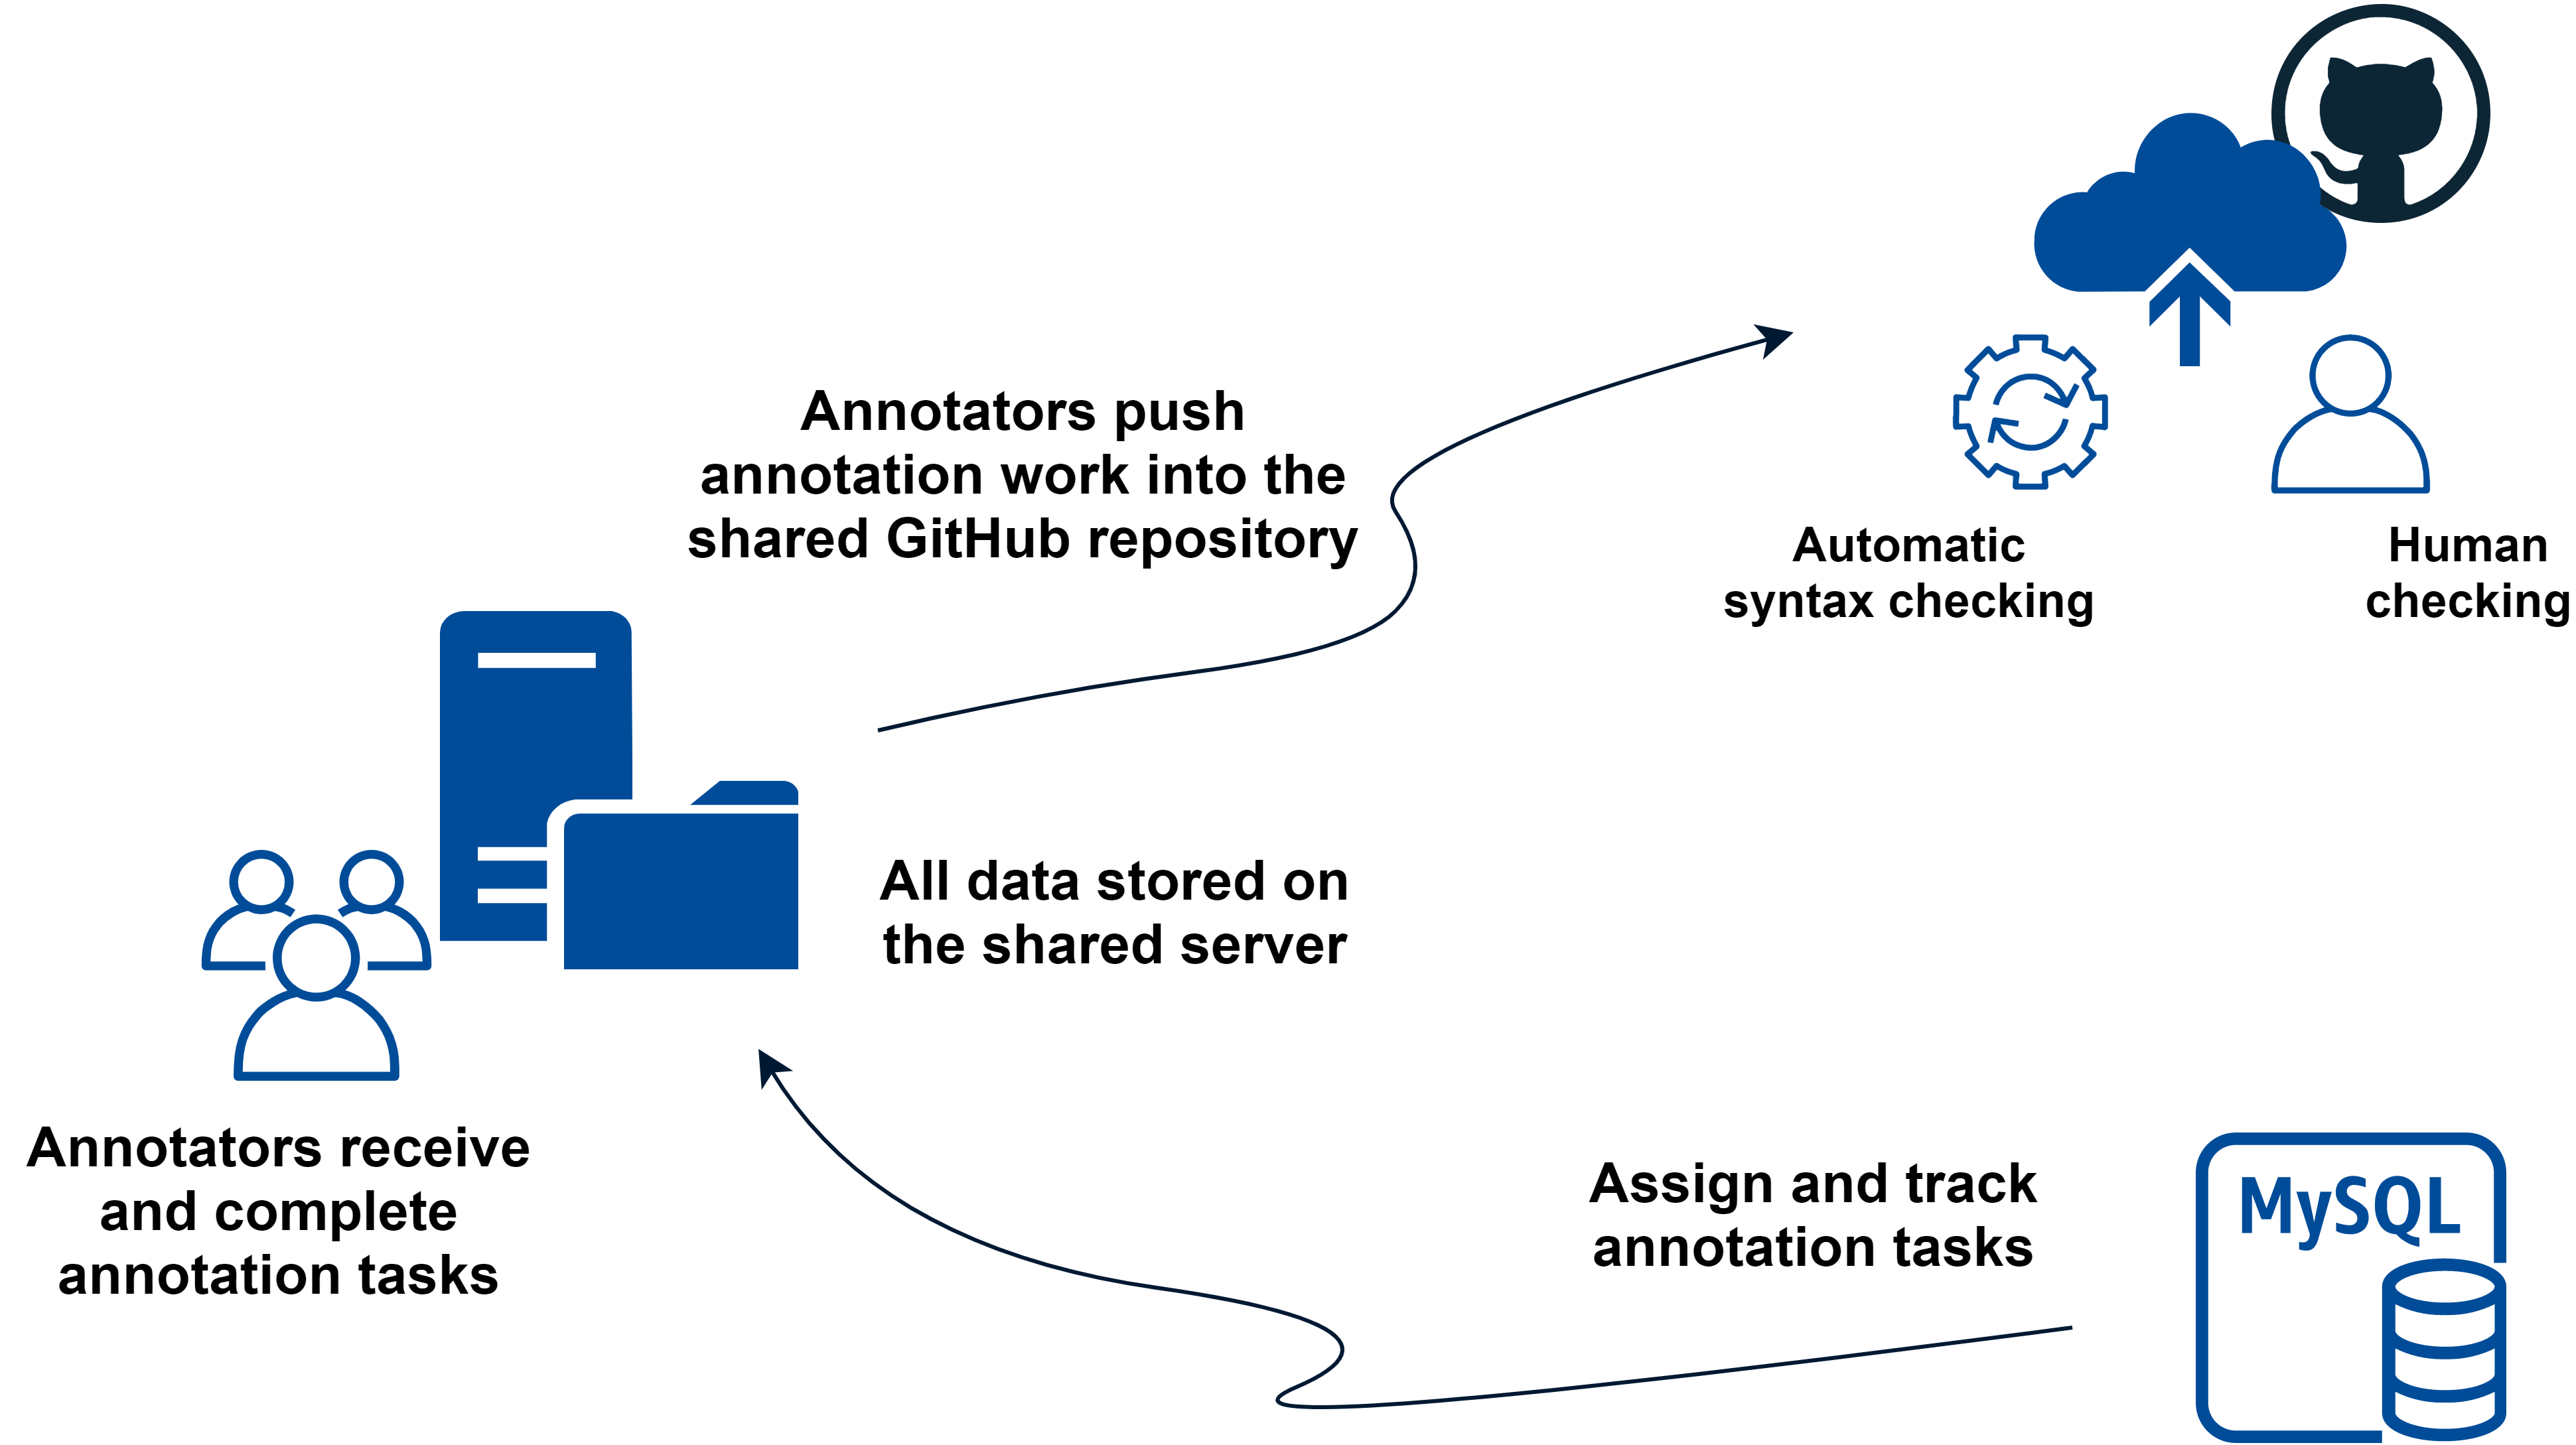 Annotators push
annotation work into the
shared GitHub repository
Automatic
syntax checking
Human
checking
All data stored on
the shared server
Annotators receive
and complete
annotation tasks
Assign and track
annotation tasks
MySQL